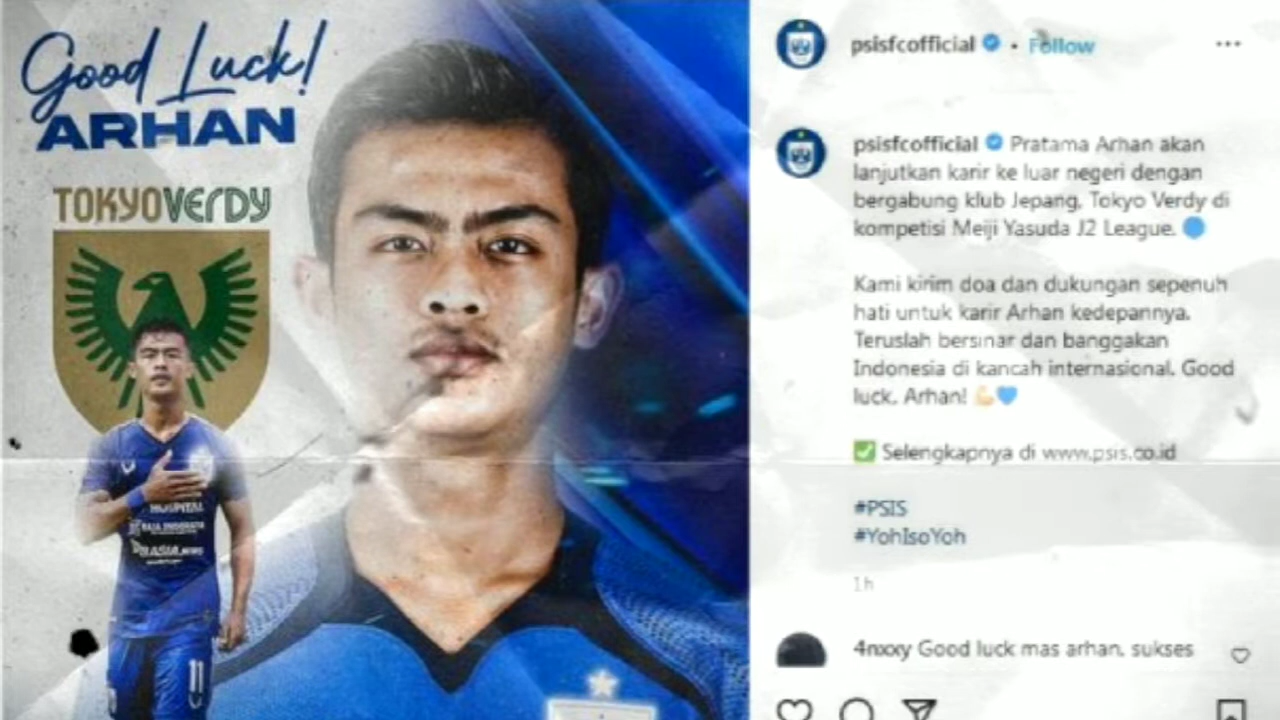 Good Luck!
ARHAN
TOKYO VERDY
HOSPITAL
11
psisfcofficial • Follow
psisfcofficial Pratama Arhan akan
lanjutkan karir ke luar negeri dengan
bergabung klub Jepang, Tokyo Verdy di
kompetisi Meiji Yasuda J2 League.
Kami kirim doa dan dukungan sepenuh
hati untuk karir Arhan kedepannya.
Teruslah bersinar dan banggakan
Indonesia di kancah internasional. Good
luck, Arhan! 💪🏻💙
✅ Selengkapnya di www.psis.co.id
#PSIS
#YohIsoYoh
1h
4nxxy Good luck mas arhan, sukses